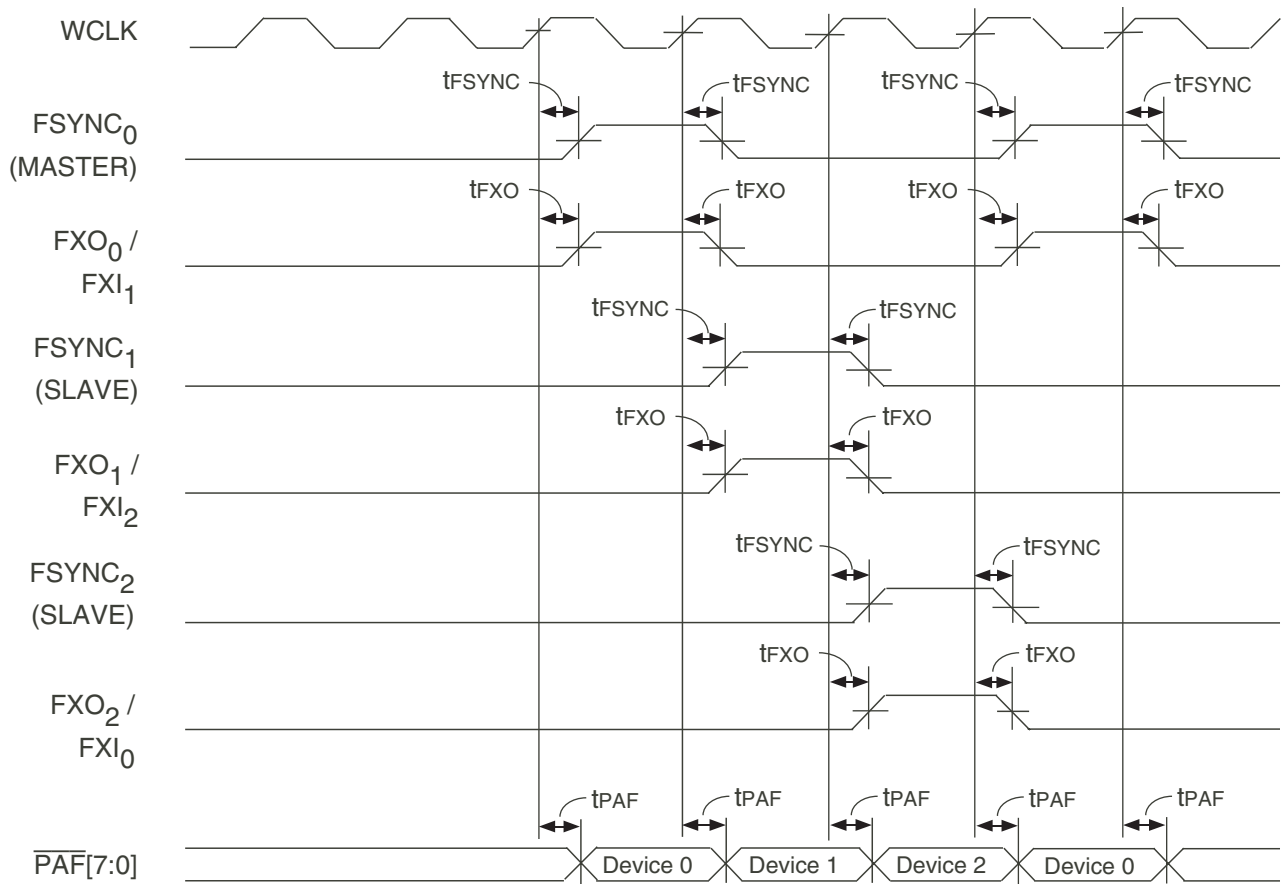 WCLK
tFSYNC tFSYNC tFSYNC tFSYNC
FSYNC0
(MASTER)
tFXO tFXO tFXO tFXO
FXO0 /
FXI1
tFSYNC tFSYNC
FSYNC1
(SLAVE)
tFXO tFXO
FXO1 /
FXI2
tFSYNC tFSYNC
FSYNC2
(SLAVE)
tFXO tFXO
FXO2 /
FXI0
tPAF tPAF tPAF tPAF tPAF
PAF[7:0] Device 0 Device 1 Device 2 Device 0